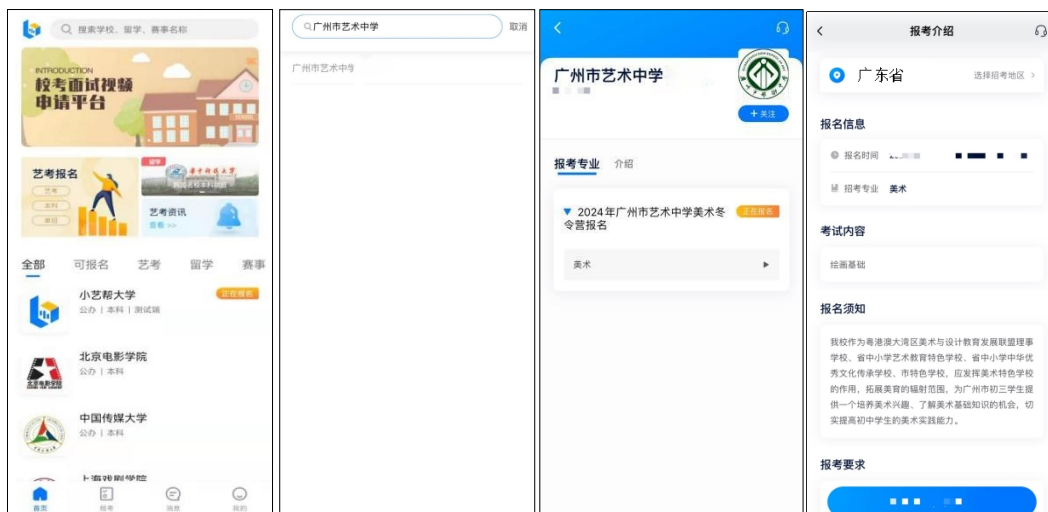 搜索学校、留学、赛事名称
INTRODUCTION
校考面试视频
申请平台
艺考报名
艺考
本科
留学
艺考资讯
查看 >>
全部 可报名 艺考 留学 赛事
小艺帮大学
正在报名
公办 | 本科 | 测试端
北京电影学院
公办 | 本科
中国传媒大学
公办 | 本科
上海戏剧学院
首页 报考 消息 我的
广州市艺术中学 取消
广州市艺术中学
广州市艺术中学
+ 关注
报考专业 介绍
2024年广州市艺术中学美术冬
令营报名
正在报名
美术
报考介绍
广东省 选择招考地区 >
报名信息
报名时间
招考专业 美术
考试内容
绘画基础
报名须知
我校作为粤港澳大湾区美术与设计教育发展联盟理事
学校、省中小学艺术教育特色学校、省中小学中华优
秀文化传承学校、市特色学校，应发挥美术特色学校
的作用，拓展美育的辐射范围，为广州市初三学生提
供一个培养美术兴趣、了解美术基础知识的机会，切
实提高初中学生的美术实践能力。
报考要求